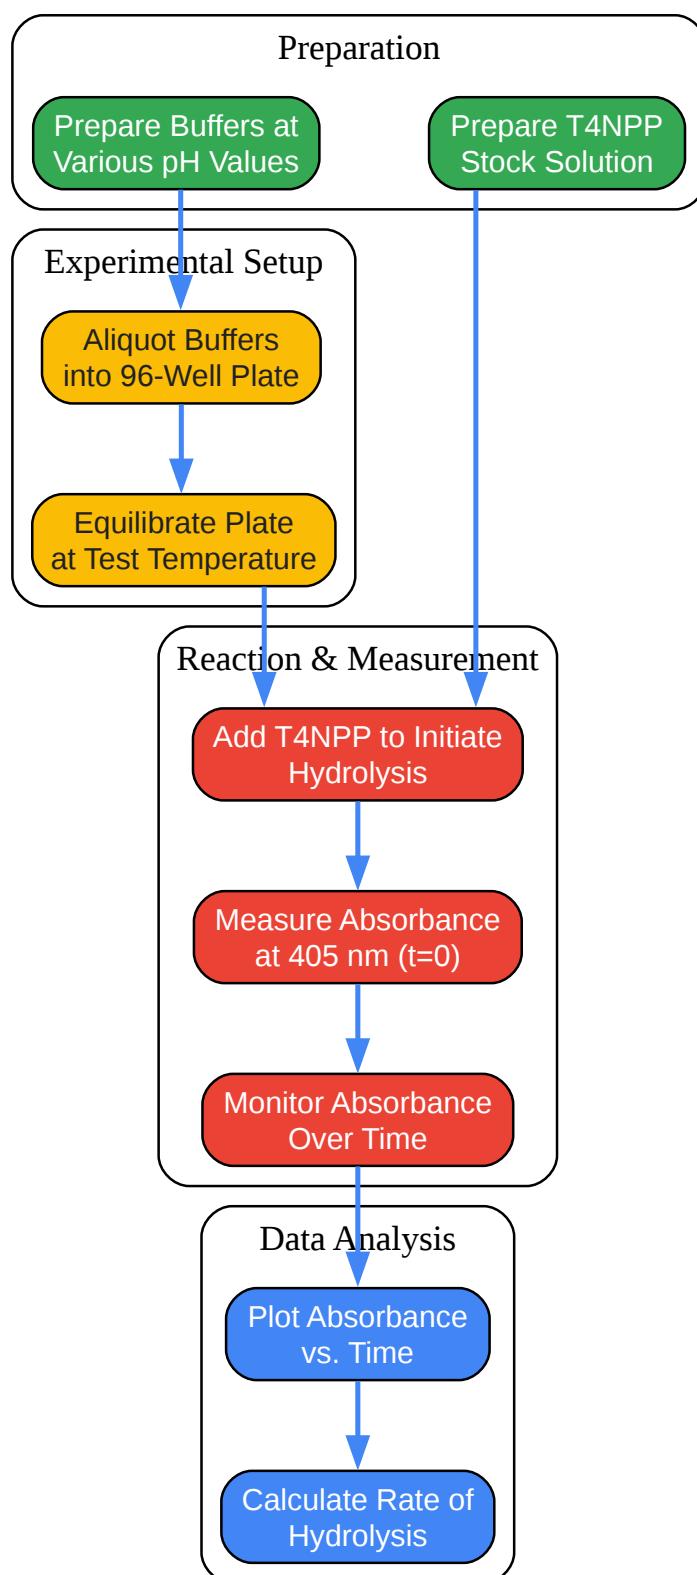 Preparation
Prepare Buffers at
Various pH Values
Prepare T4NPP
Stock Solution
Experimental Setup
Aliquot Buffers
into 96-Well Plate
Equilibrate Plate
at Test Temperature
Reaction & Measurement
Add T4NPP to Initiate
Hydrolysis
Measure Absorbance
at 405 nm (t=0)
Monitor Absorbance
Over Time
Data Analysis
Plot Absorbance
vs. Time
Calculate Rate of
Hydrolysis